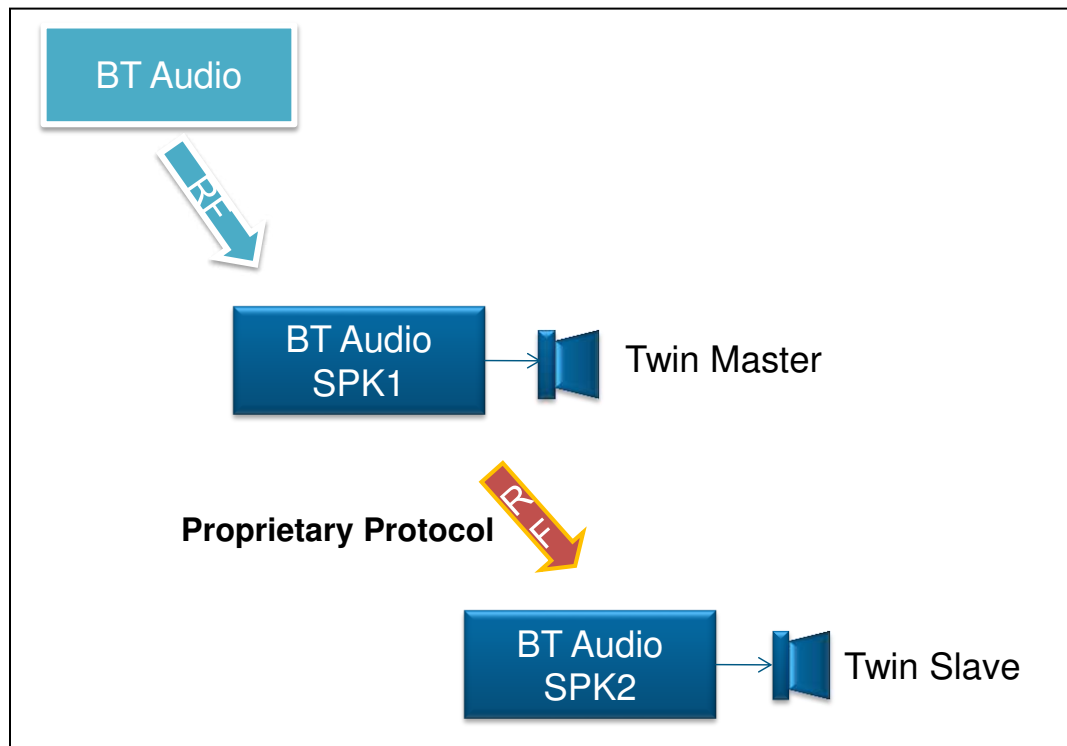 BT Audio
RF
BT Audio
SPK1
Twin Master
RF
Proprietary Protocol
BT Audio
SPK2
Twin Slave